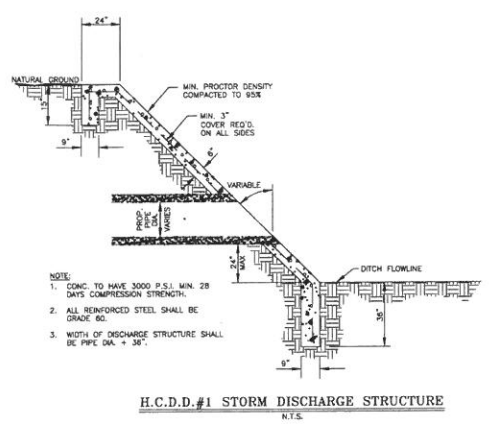 24"
NATURAL GROUND
15"
9"
MIN. PROCTOR DENSITY
COMPACTED TO 95%
MIN. 3"
COVER REQ'D.
ON ALL SIDES
6"
VARIABLE
PROP.
PIPE
DIA.
VARIES
24"
MAX
DITCH FLOWLINE
36"
9"
NOTE:
1. CONC. TO HAVE 3000 P.S.I. MIN. 28
DAYS COMPRESSION STRENGTH.
2. ALL REINFORCED STEEL SHALL BE
GRADE 60.
3. WIDTH OF DISCHARGE STRUCTURE SHALL
BE PIPE DIA. + 36".
H.C.D.D.#1 STORM DISCHARGE STRUCTURE
N.T.S.